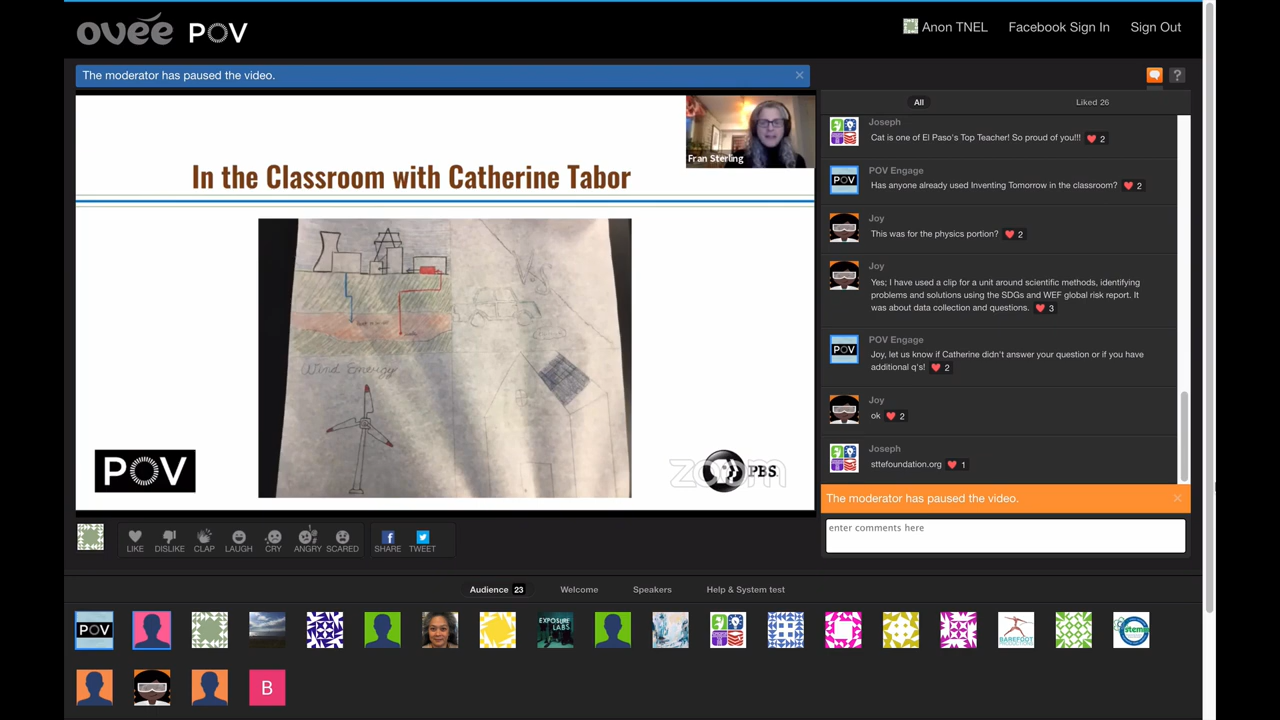 ovee POV
Anon TNEL
Facebook Sign In
Sign Out
The moderator has paused the video.
×
?
Fran Sterling
In the Classroom with Catherine Tabor
Wind Energy
POV
zoom
PBS
All
Liked 26
Joseph
Cat is one of El Paso's Top Teacher! So proud of you!!! 2
POV Engage
POV
Has anyone already used Inventing Tomorrow in the classroom? 2
Joy
This was for the physics portion? 2
Joy
Yes; I have used a clip for a unit around scientific methods, identifying
problems and solutions using the SDGs and WEF global risk report. It
was about data collection and questions. 3
POV Engage
POV
Joy, let us know if Catherine didn't answer your question or if you have
additional q's! 2
Joy
ok 2
Joseph
sttefoundation.org 1
The moderator has paused the video.
×
enter comments here
LIKE
DISLIKE
CLAP
LAUGH
CRY
ANGRY
SCARED
SHARE
TWEET
Audience 23
Welcome
Speakers
Help & System test
POV
EXPOSURE
LABS
BAREFOOT
PRODUCTIONS
B